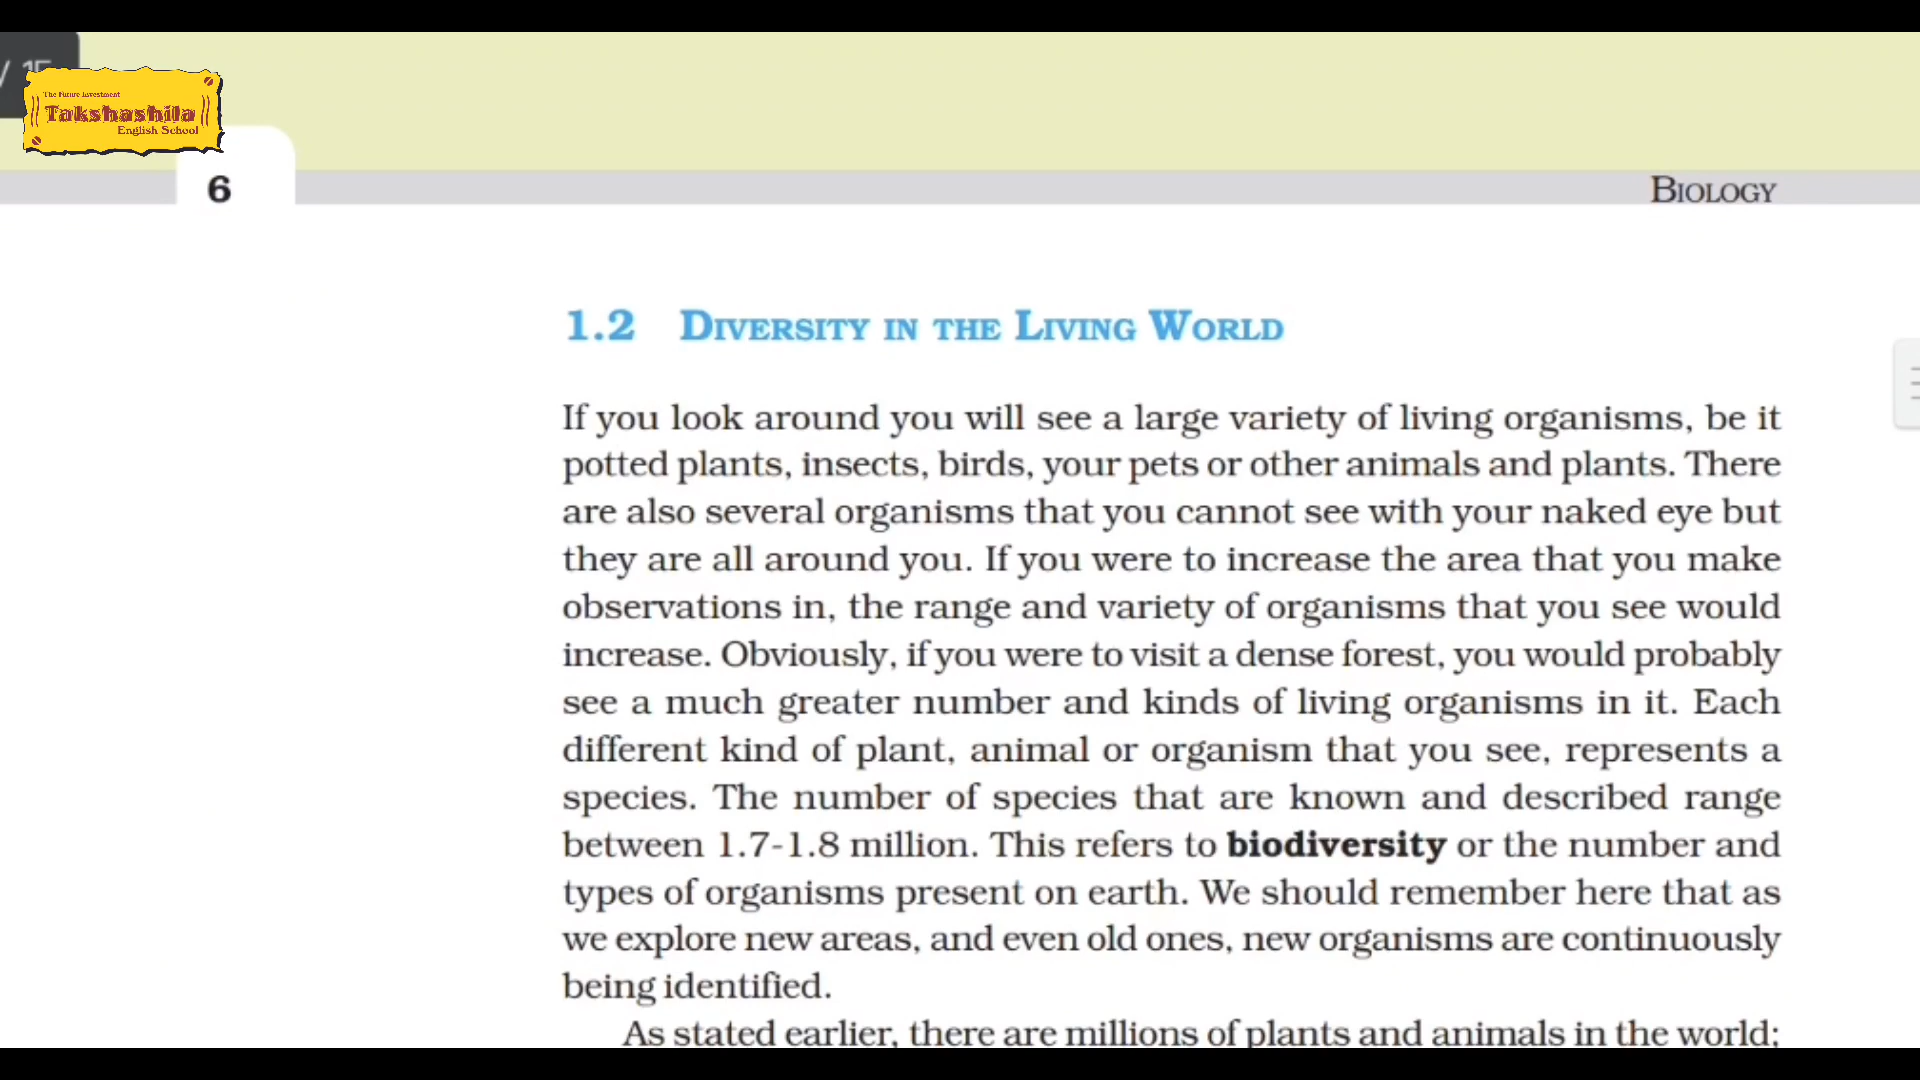 The Future Investment
Takshashila
English School
6
BIOLOGY
1.2 DIVERSITY IN THE LIVING WORLD
If you look around you will see a large variety of living organisms, be it
potted plants, insects, birds, your pets or other animals and plants. There
are also several organisms that you cannot see with your naked eye but
they are all around you. If you were to increase the area that you make
observations in, the range and variety of organisms that you see would
increase. Obviously, if you were to visit a dense forest, you would probably
see a much greater number and kinds of living organisms in it. Each
different kind of plant, animal or organism that you see, represents a
species. The number of species that are known and described range
between 1.7-1.8 million. This refers to biodiversity or the number and
types of organisms present on earth. We should remember here that as
we explore new areas, and even old ones, new organisms are continuously
being identified.
As stated earlier, there are millions of plants and animals in the world;